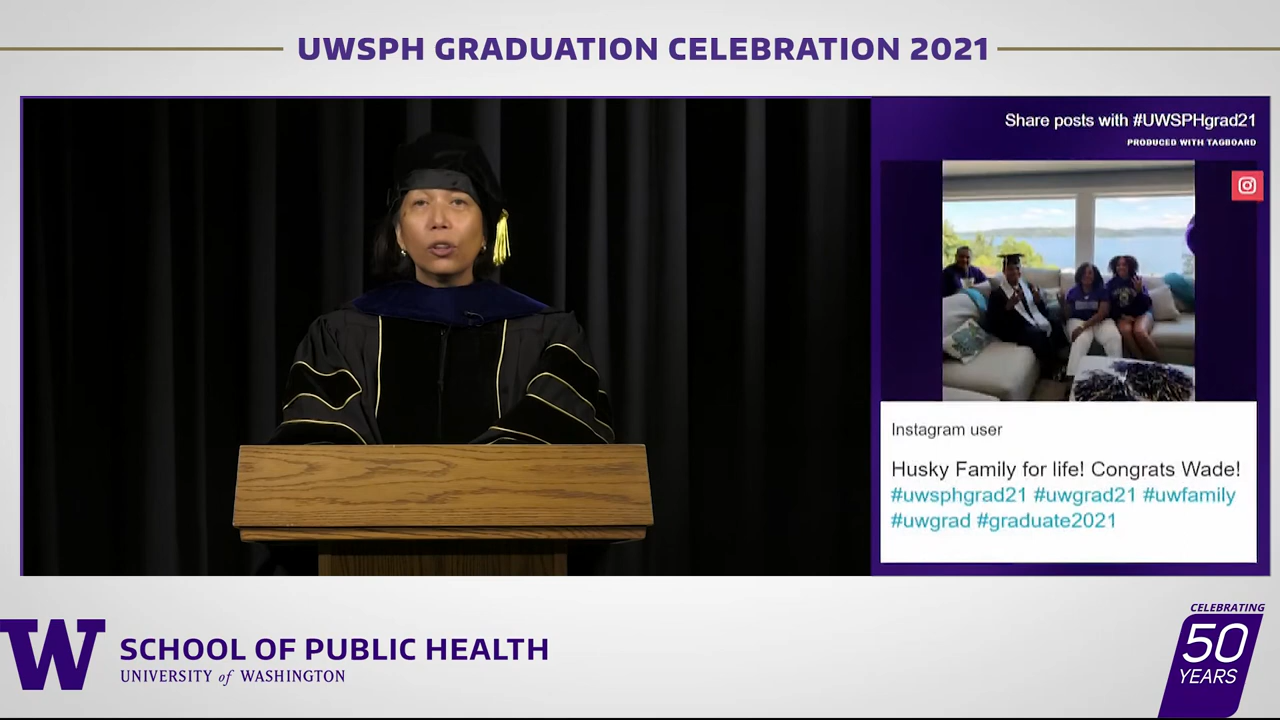 UWSPH GRADUATION CELEBRATION 2021
Share posts with #UWSPHgrad21
PRODUCED WITH TAGBOARD
Instagram user
Husky Family for life! Congrats Wade!
#uwsphgrad21 #uwgrad21 #uwfamily
#uwgrad #graduate2021
W
SCHOOL OF PUBLIC HEALTH
UNIVERSITY of WASHINGTON
CELEBRATING
50
YEARS